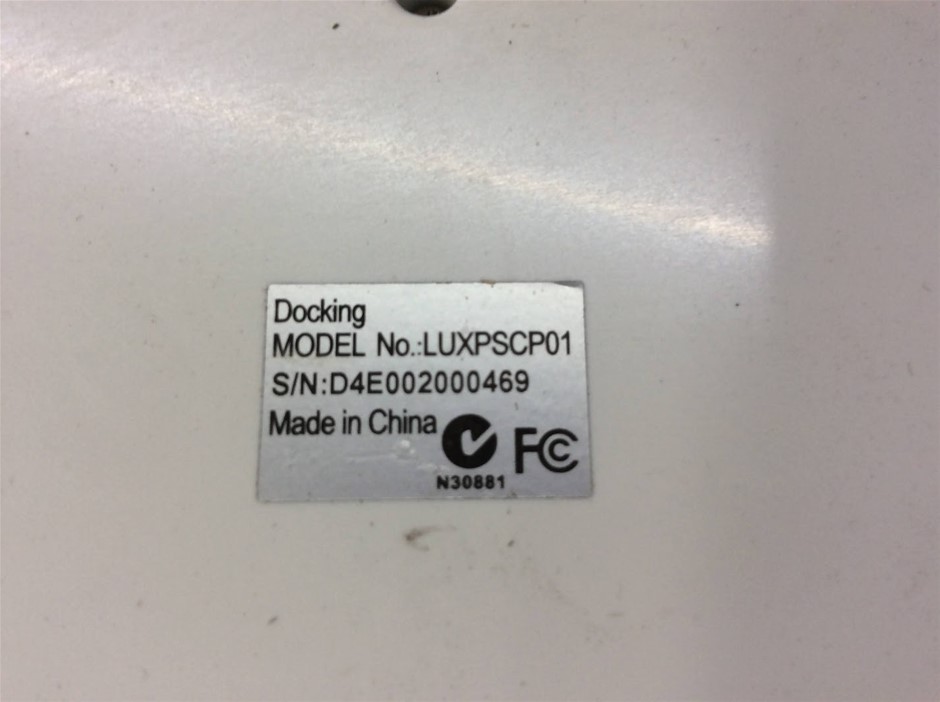 Docking
MODEL No.:LUXPSCP01
S/N:D4E002000469
Made in China
FC
N30881